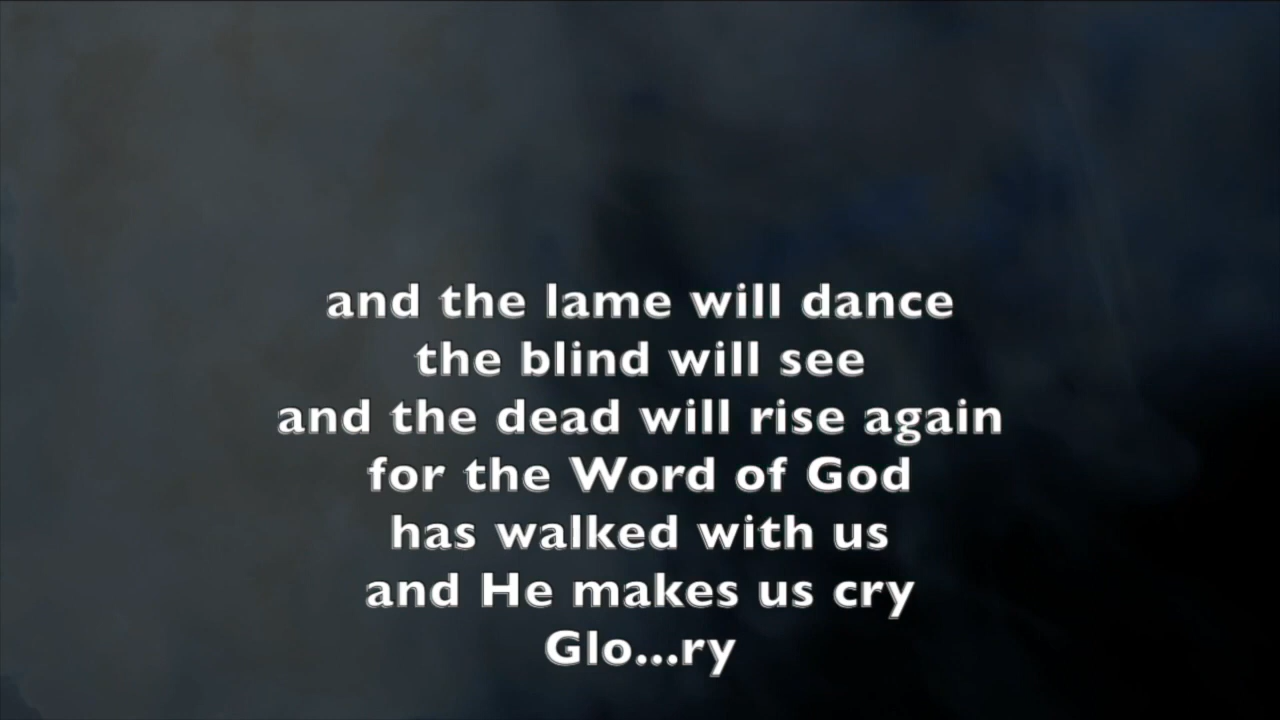 and the lame will dance
the blind will see
and the dead will rise again
for the Word of God
has walked with us
and He makes us cry
Glo...ry